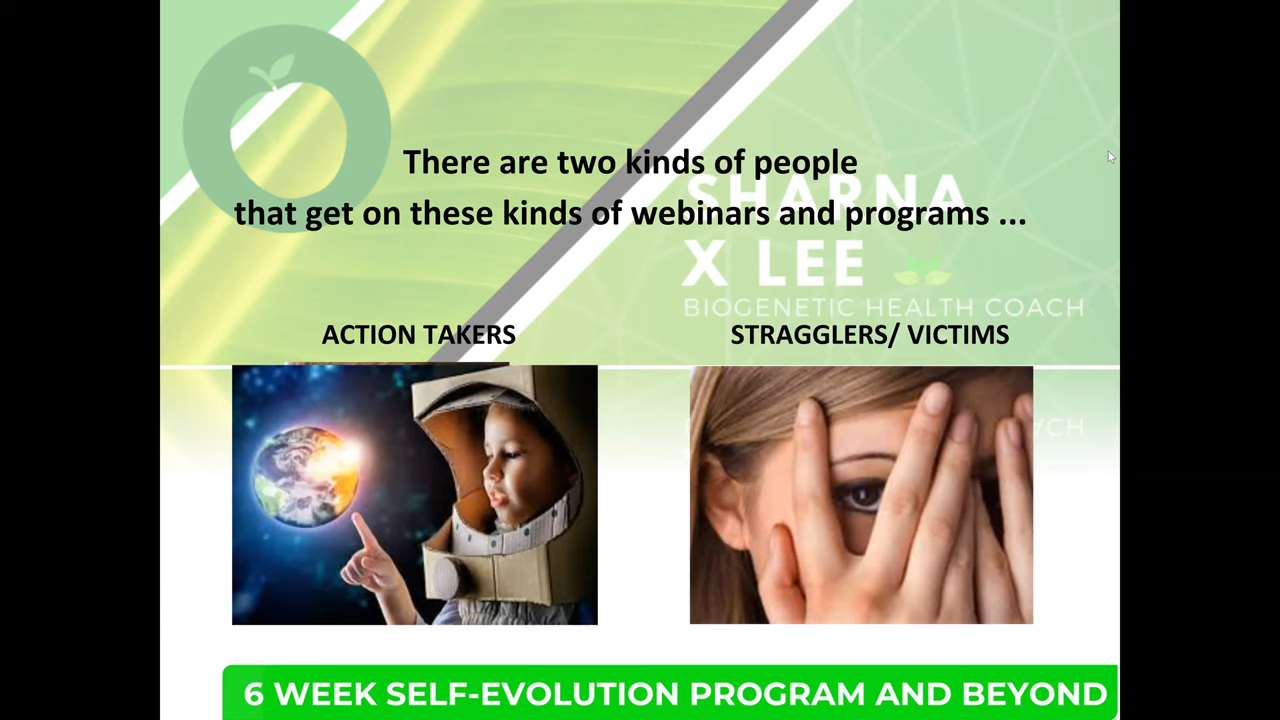 There are two kinds of people
SHARNA
that get on these kinds of webinars and programs ...
X LEE
BIOGENETIC HEALTH COACH
ACTION TAKERS
STRAGGLERS/ VICTIMS
ACH
6 WEEK SELF-EVOLUTION PROGRAM AND BEYOND